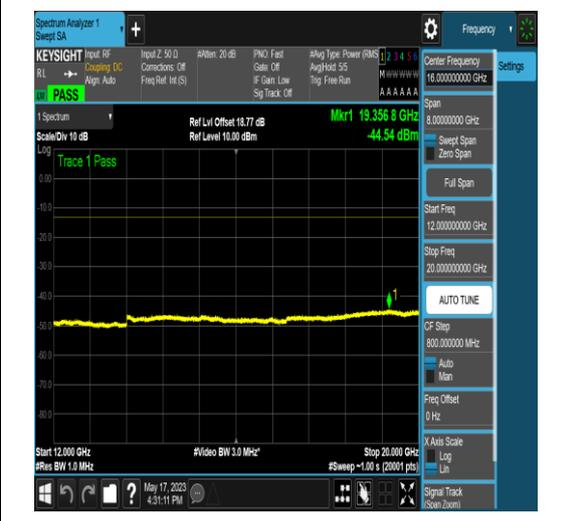 Spectrum Analyzer 1
Swept SA
+
Frequency
KEYSIGHT
Input: RF
Coupling: DC
Align: Auto
Input Z: 50 Ω
Corrections: Off
Freq Ref: Int (S)
#Atten: 20 dB
PNO: Fast
Gate: Off
IF Gain: Low
Sig Track: Off
#Avg Type: Power (RMS
Avg|Hold: 5/5
Trig: Free Run
1 2 3 4 5 6
M W W W W W
A A A A A A
RL
PASS
Center Frequency
16.000000000 GHz
Settings
1 Spectrum
Scale/Div 10 dB
Ref Lvl Offset 18.77 dB
Ref Level 10.00 dBm
Mkr1 19.356 8 GHz
-44.54 dBm
Span
8.00000000 GHz
Swept Span
Zero Span
Full Span
Log
Trace 1 Pass
0.00
-10.0
-20.0
-30.0
-40.0
-50.0
-60.0
-70.0
-80.0
1
Start Freq
12.000000000 GHz
Stop Freq
20.000000000 GHz
AUTO TUNE
CF Step
800.000000 MHz
Auto
Man
Freq Offset
0 Hz
X Axis Scale
Log
Lin
Signal Track
(Span Zoom)
Start 12.000 GHz
#Res BW 1.0 MHz
#Video BW 3.0 MHz*
Stop 20.000 GHz
#Sweep ~1.00 s (20001 pts)
?
May 17, 2023
4:31:11 PM